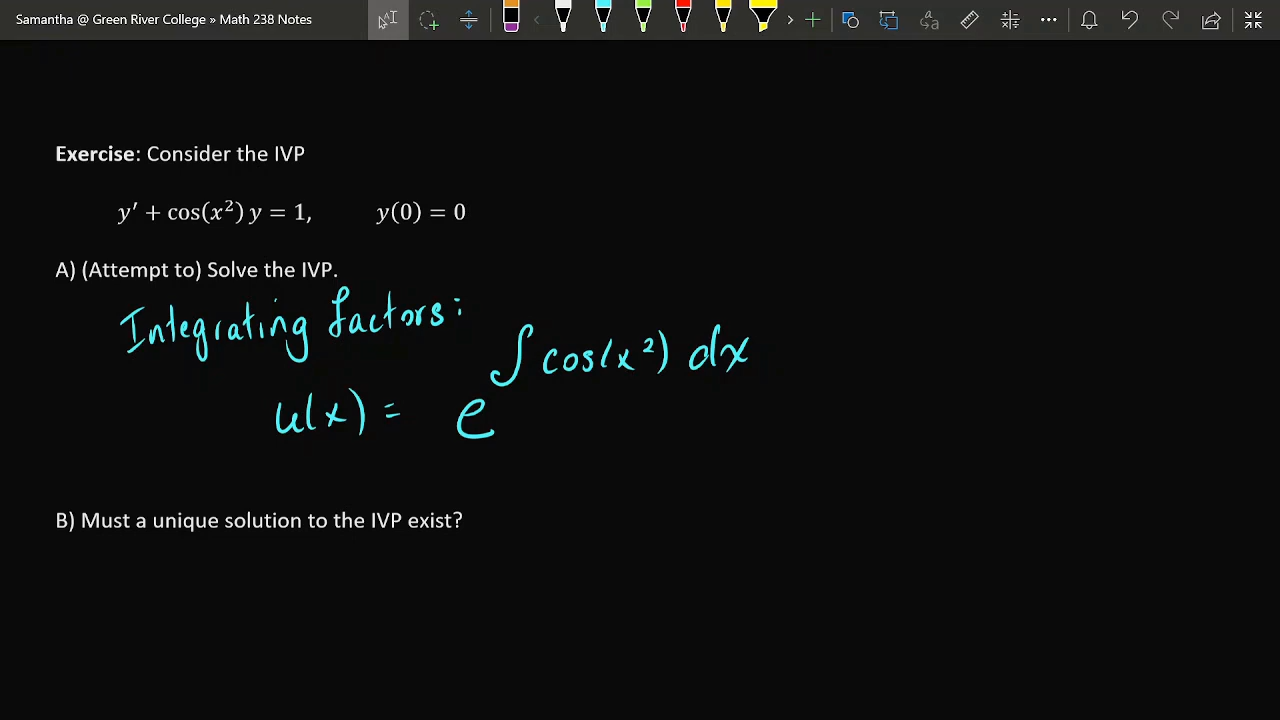 Samantha @ Green River College » Math 238 Notes
Exercise: Consider the IVP
y′ + cos(x²) y = 1, y(0) = 0
A) (Attempt to) Solve the IVP.
Integrating factors:
u(x) = e^∫ cos(x²) dx
B) Must a unique solution to the IVP exist?